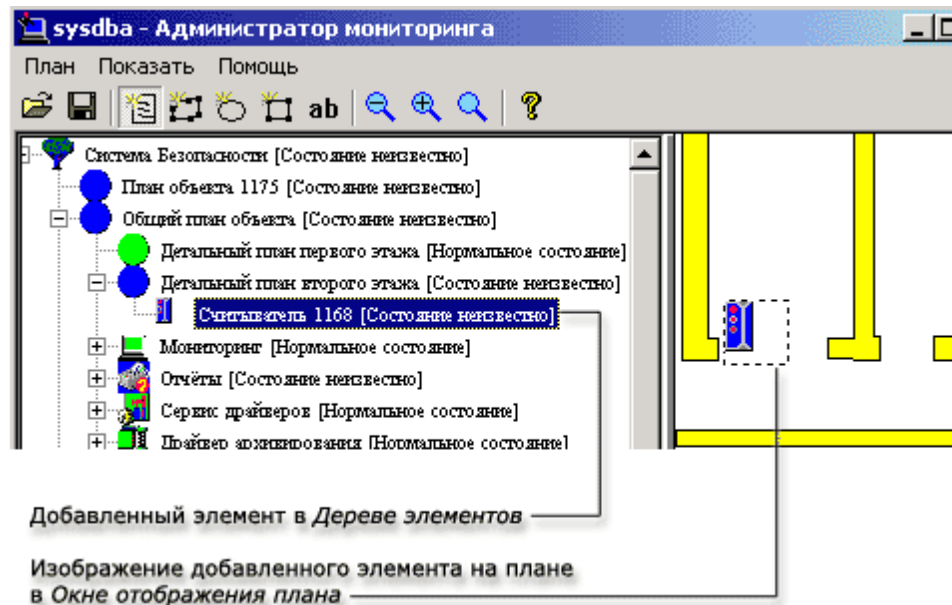 sysdba - Администратор мониторинга
План Показать Помощь
ab
Система Безопасности [Состояние неизвестно]
План объекта 1175 [Состояние неизвестно]
Общий план объекта [Состояние неизвестно]
Детальный план первого этажа [Нормальное состояние]
Детальный план второго этажа [Состояние неизвестно]
Считыватель 1168 [Состояние неизвестно]
Мониторинг [Нормальное состояние]
Отчёты [Состояние неизвестно]
Сервис драйверов [Нормальное состояние]
Драйвер архивирования [Нормальное состояние]
Добавленный элемент в Дереве элементов
Изображение добавленного элемента на плане
в Окне отображения плана